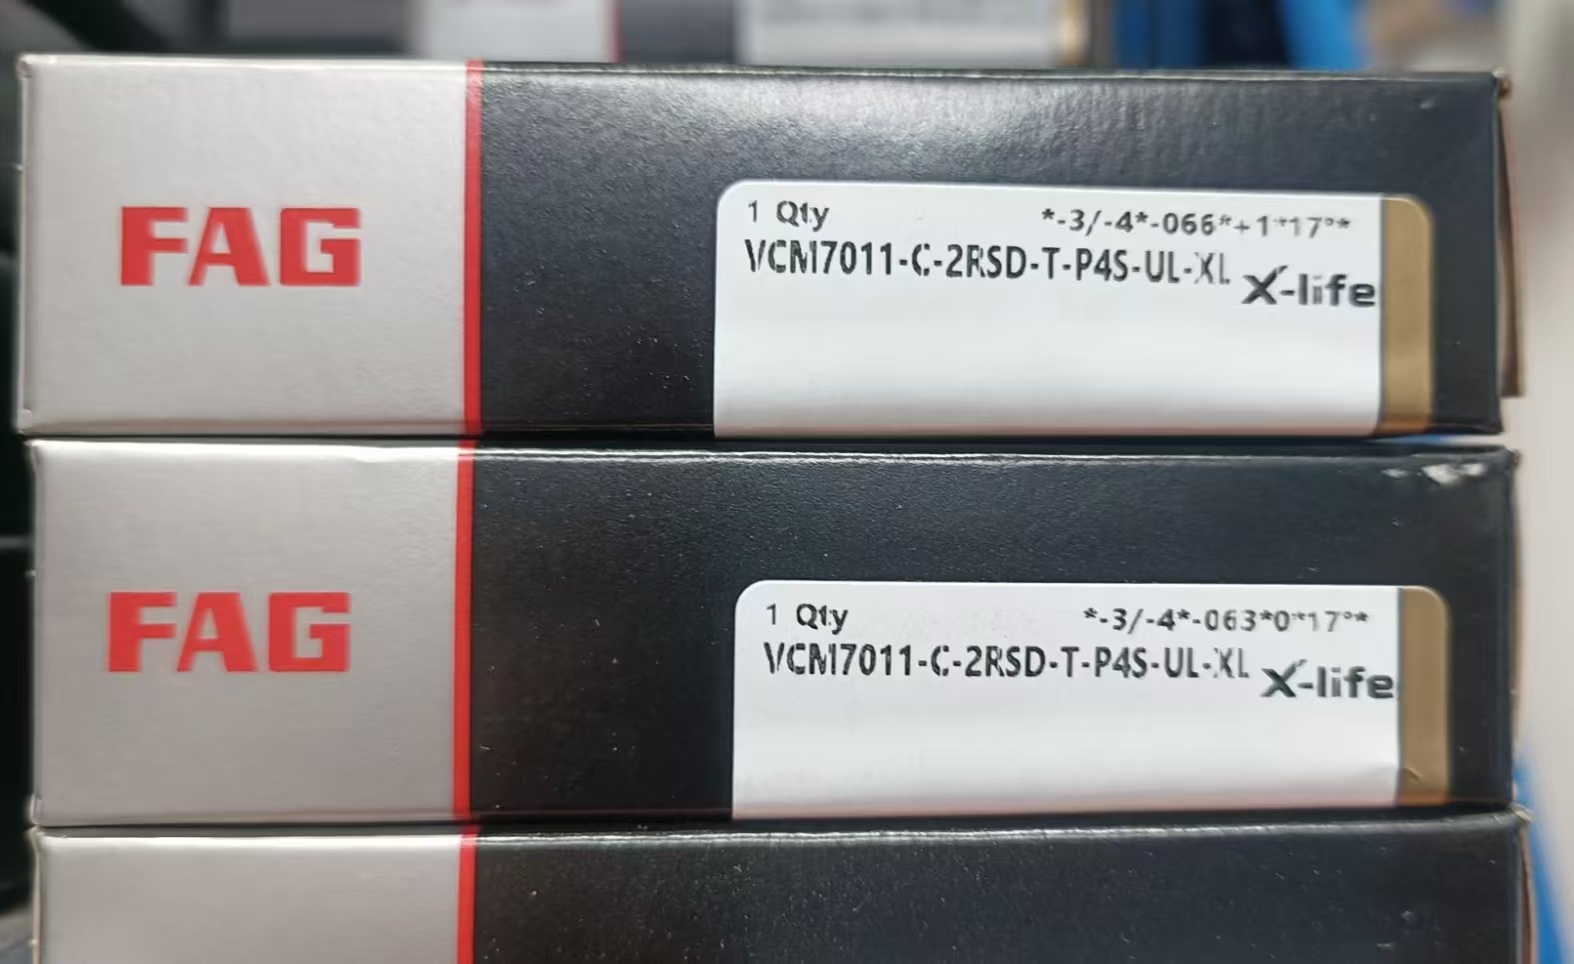 FAG
1 Qty *-3/-4*-066*+1*17°*
VCM7011-C-2RSD-T-P4S-UL-XL
X-life
FAG
1 Qty *-3/-4*-063*0*17°*
VCM7011-C-2RSD-T-P4S-UL-XL
X-life